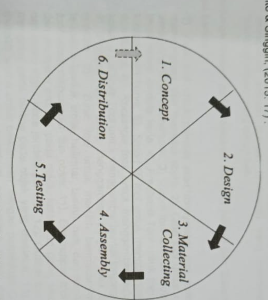 1. Concept
2. Design
3. Material
Collecting
4. Assembly
5.Testing
6. Distribution